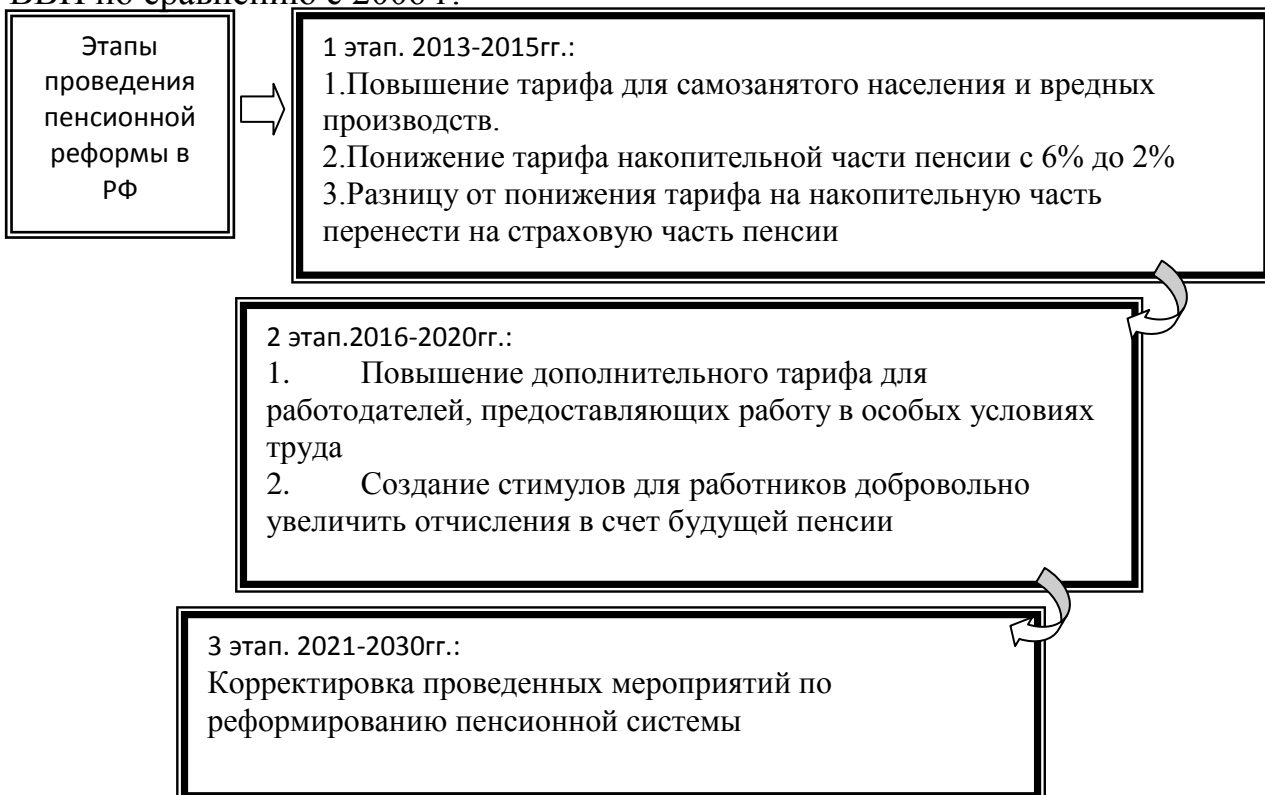 ВВП по сравнению с 2006 г.
Этапы
проведения
пенсионной
реформы в
РФ
1 этап. 2013-2015гг.:
1.Повышение тарифа для самозанятого населения и вредных
производств.
2.Понижение тарифа накопительной части пенсии с 6% до 2%
3.Разницу от понижения тарифа на накопительную часть
перенести на страховую часть пенсии
2 этап.2016-2020гг.:
1. Повышение дополнительного тарифа для
работодателей, предоставляющих работу в особых условиях
труда
2. Создание стимулов для работников добровольно
увеличить отчисления в счет будущей пенсии
3 этап. 2021-2030гг.:
Корректировка проведенных мероприятий по
реформированию пенсионной системы